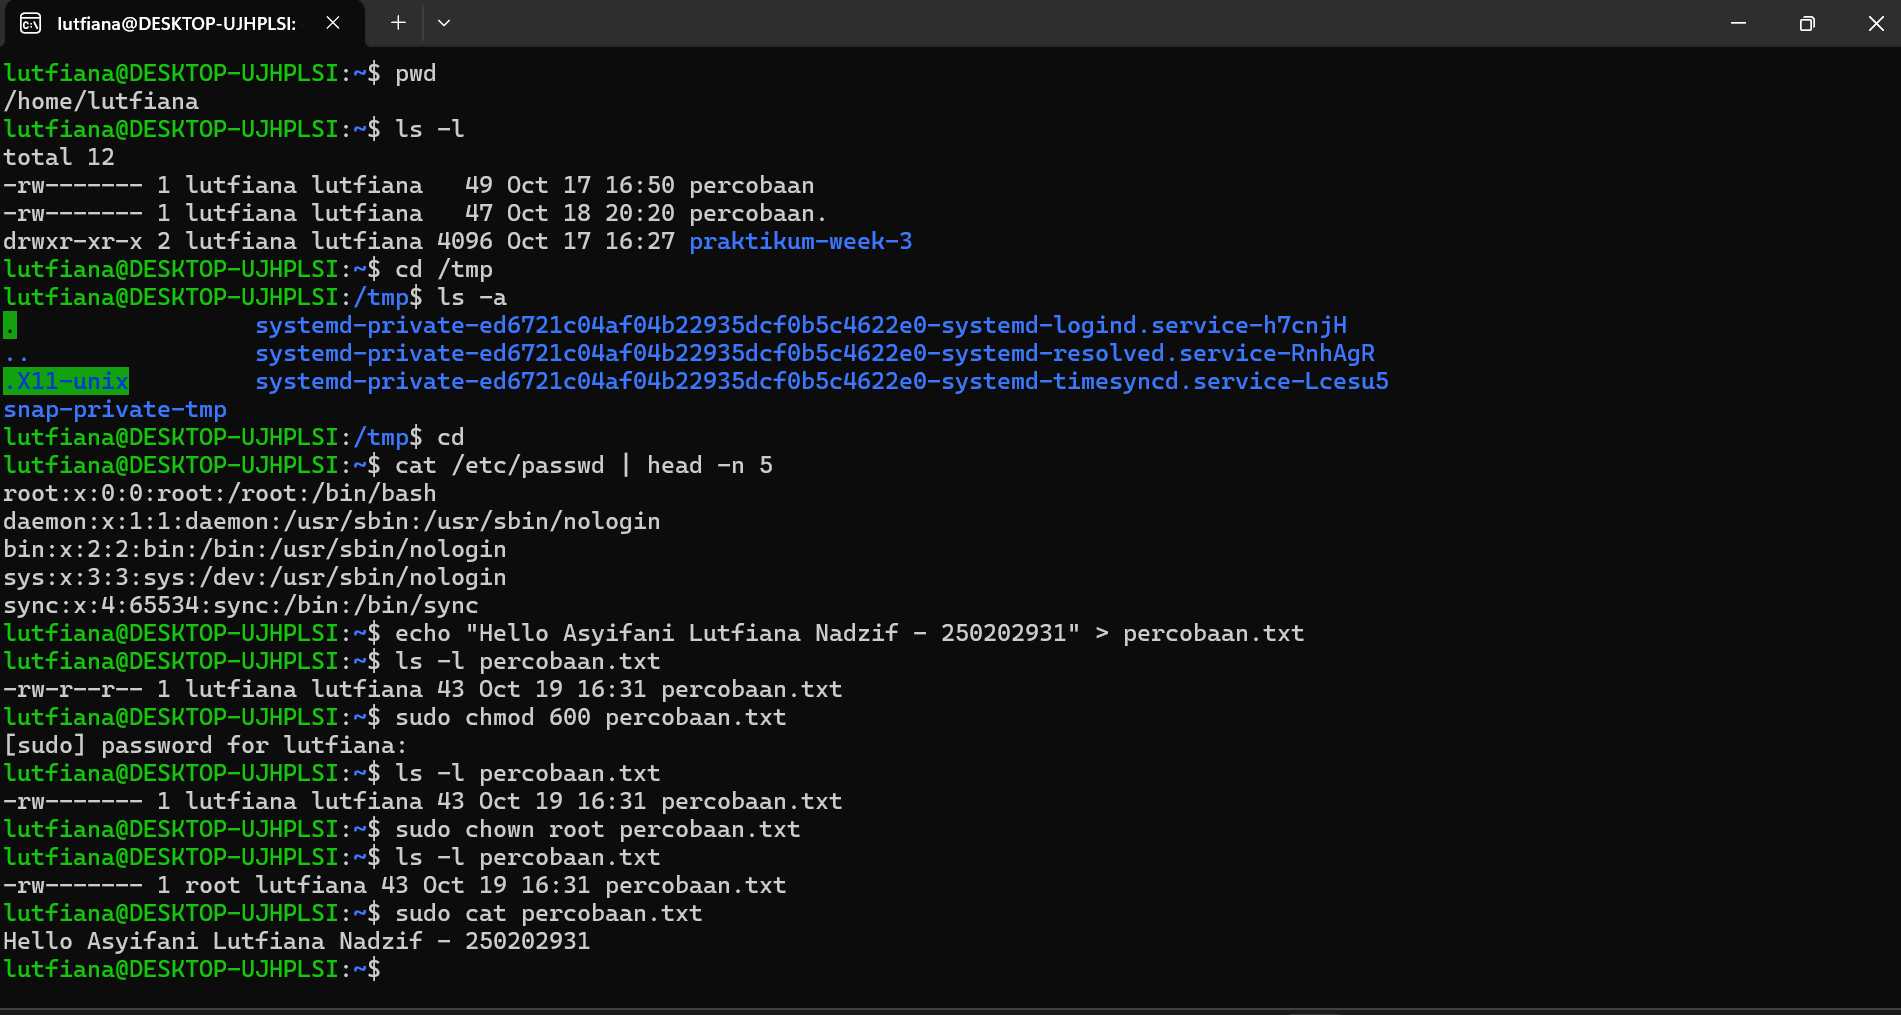 lutfiana@DESKTOP-UJHPLSI:
lutfiana@DESKTOP-UJHPLSI:~$ pwd
/home/lutfiana
lutfiana@DESKTOP-UJHPLSI:~$ ls -l
total 12
-rw------- 1 lutfiana lutfiana   49 Oct 17 16:50 percobaan
-rw------- 1 lutfiana lutfiana   47 Oct 18 20:20 percobaan.
drwxr-xr-x 2 lutfiana lutfiana 4096 Oct 17 16:27 praktikum-week-3
lutfiana@DESKTOP-UJHPLSI:~$ cd /tmp
lutfiana@DESKTOP-UJHPLSI:/tmp$ ls -a
.                 systemd-private-ed6721c04af04b22935dcf0b5c4622e0-systemd-logind.service-h7cnjH
..                systemd-private-ed6721c04af04b22935dcf0b5c4622e0-systemd-resolved.service-RnhAgR
.X11-unix         systemd-private-ed6721c04af04b22935dcf0b5c4622e0-systemd-timesyncd.service-Lcesu5
snap-private-tmp
lutfiana@DESKTOP-UJHPLSI:/tmp$ cd
lutfiana@DESKTOP-UJHPLSI:~$ cat /etc/passwd | head -n 5
root:x:0:0:root:/root:/bin/bash
daemon:x:1:1:daemon:/usr/sbin:/usr/sbin/nologin
bin:x:2:2:bin:/bin:/usr/sbin/nologin
sys:x:3:3:sys:/dev:/usr/sbin/nologin
sync:x:4:65534:sync:/bin:/bin/sync
lutfiana@DESKTOP-UJHPLSI:~$ echo "Hello Asyifani Lutfiana Nadzif - 250202931" > percobaan.txt
lutfiana@DESKTOP-UJHPLSI:~$ ls -l percobaan.txt
-rw-r--r-- 1 lutfiana lutfiana 43 Oct 19 16:31 percobaan.txt
lutfiana@DESKTOP-UJHPLSI:~$ sudo chmod 600 percobaan.txt
[sudo] password for lutfiana:
lutfiana@DESKTOP-UJHPLSI:~$ ls -l percobaan.txt
-rw------- 1 lutfiana lutfiana 43 Oct 19 16:31 percobaan.txt
lutfiana@DESKTOP-UJHPLSI:~$ sudo chown root percobaan.txt
lutfiana@DESKTOP-UJHPLSI:~$ ls -l percobaan.txt
-rw------- 1 root lutfiana 43 Oct 19 16:31 percobaan.txt
lutfiana@DESKTOP-UJHPLSI:~$ sudo cat percobaan.txt
Hello Asyifani Lutfiana Nadzif - 250202931
lutfiana@DESKTOP-UJHPLSI:~$